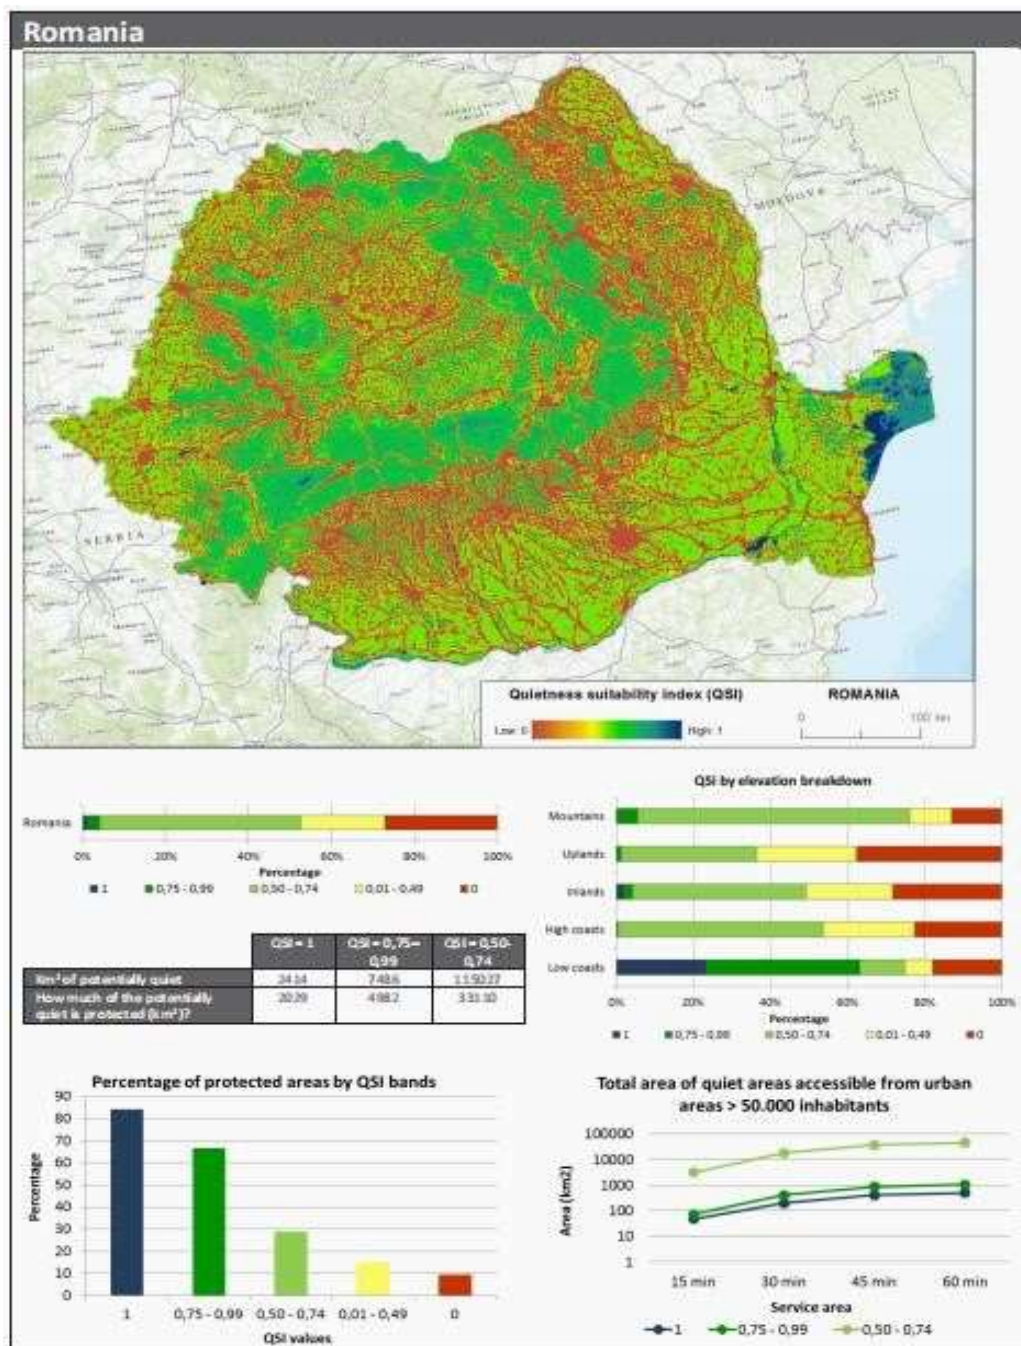 Romania
MOLDOVA
SERBIA
Quietness suitability index (QSI)
ROMANIA
Low: 0
High: 1
0
100 km
QSI by elevation breakdown
Romania
0% 20% 40% 60% 80% 100%
Percentage
1 0,75 - 0,99 0,50 - 0,74 0,01 - 0,49 0
Mountains
Uplands
Inlands
High coasts
Low coasts
0% 20% 40% 60% 80% 100%
Percentage
1 0,75 - 0,99 0,50 - 0,74 0,01 - 0,49 0
QSI = 1 QSI = 0,75–0,99 QSI = 0,50-0,74
Km² of potentially quiet 2414 7486 115027
How much of the potentially
quiet is protected (km²)? 2029 4982 33110
Percentage of protected areas by QSI bands
90
80
70
60
50
40
30
20
10
0
Percentage
1 0,75 - 0,99 0,50 - 0,74 0,01 - 0,49 0
QSI values
Total area of quiet areas accessible from urban
areas > 50.000 inhabitants
100000
10000
1000
100
10
1
Area (km2)
15 min 30 min 45 min 60 min
Service area
1 0,75 - 0,99 0,50 - 0,74